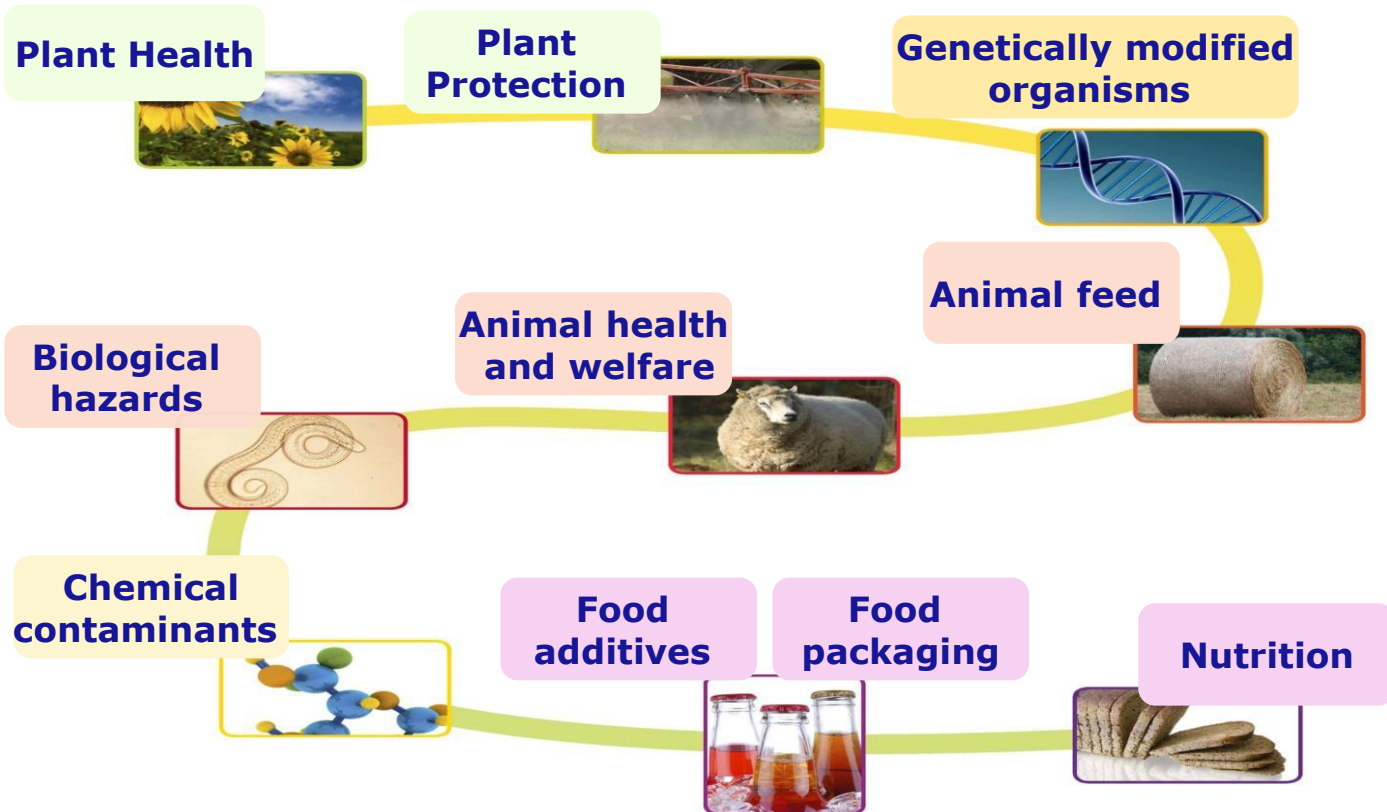 Plant Health
Plant
Protection
Genetically modified
organisms
Animal feed
Animal health
and welfare
Biological
hazards
Chemical
contaminants
Food
additives
Food
packaging
Nutrition